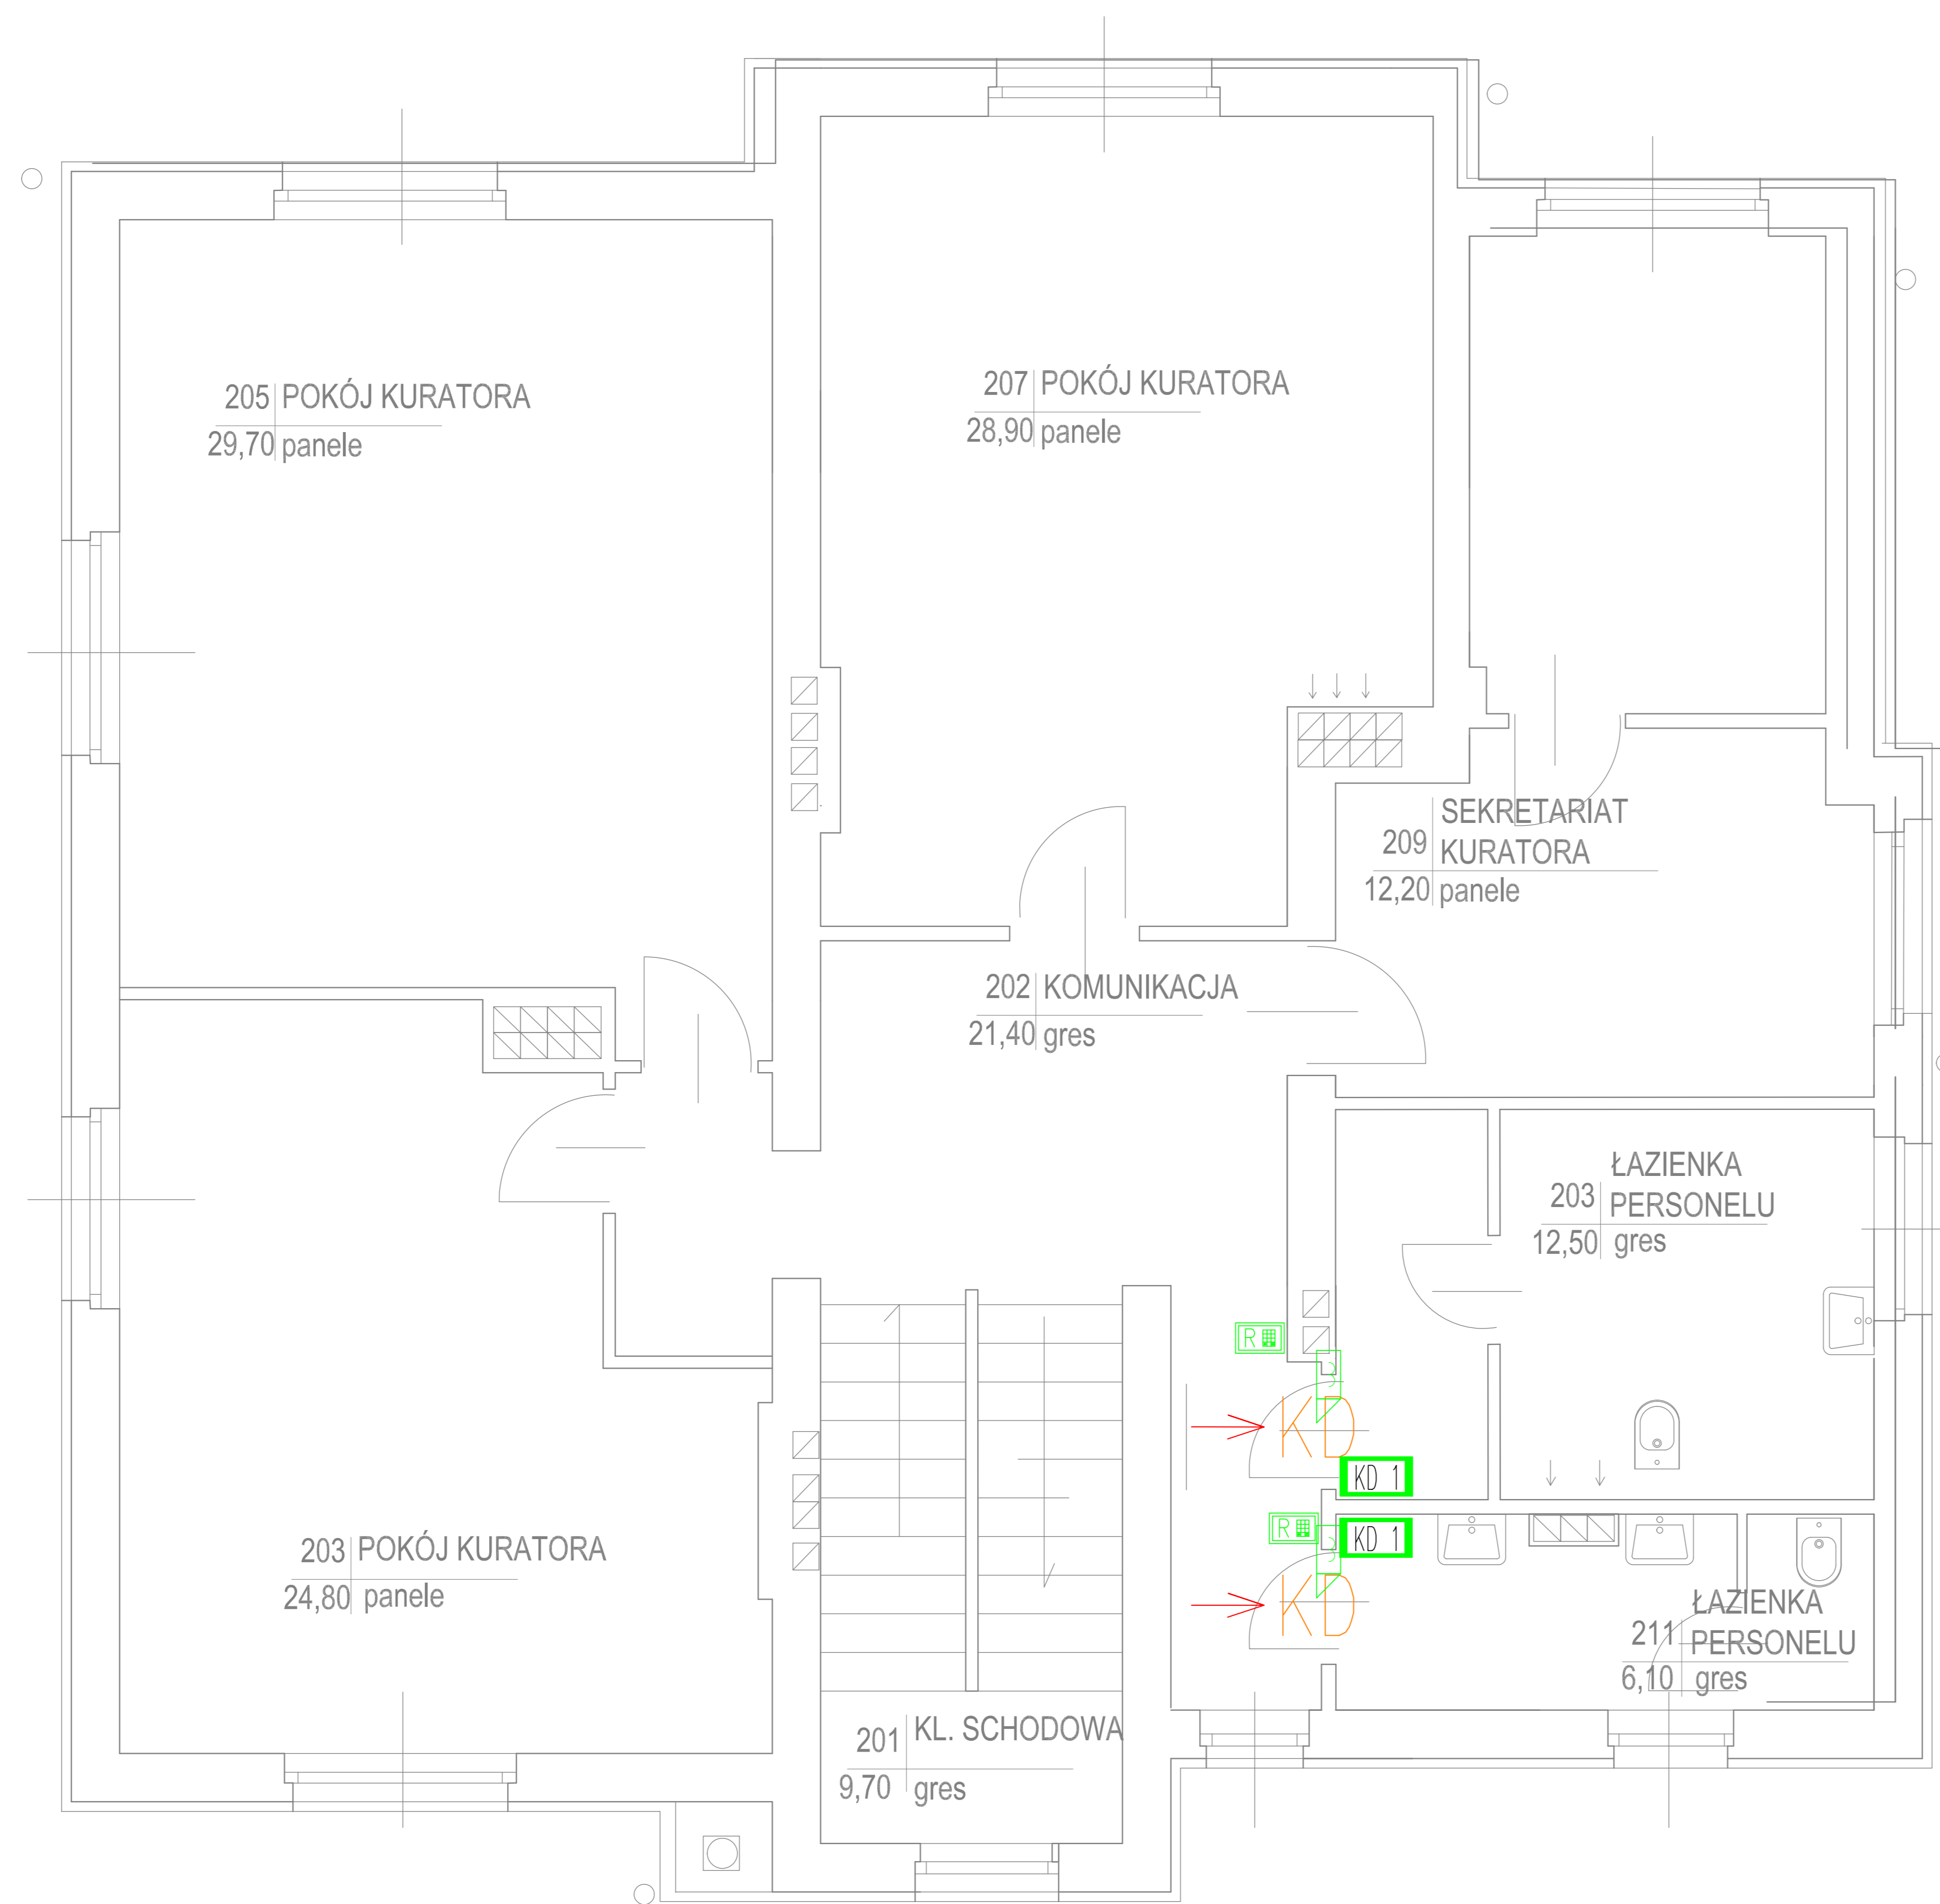 205 POKÓJ KURATORA
29,70 panele
207 POKÓJ KURATORA
28,90 panele
SEKRETARIAT
209 KURATORA
12,20 panele
202 KOMUNIKACJA
21,40 gres
ŁAZIENKA
203 PERSONELU
12,50 gres
R
KD
KD 1
R
KD 1
KD
203 POKÓJ KURATORA
24,80 panele
ŁAZIENKA
211 PERSONELU
6,10 gres
201 KL. SCHODOWA
9,70 gres